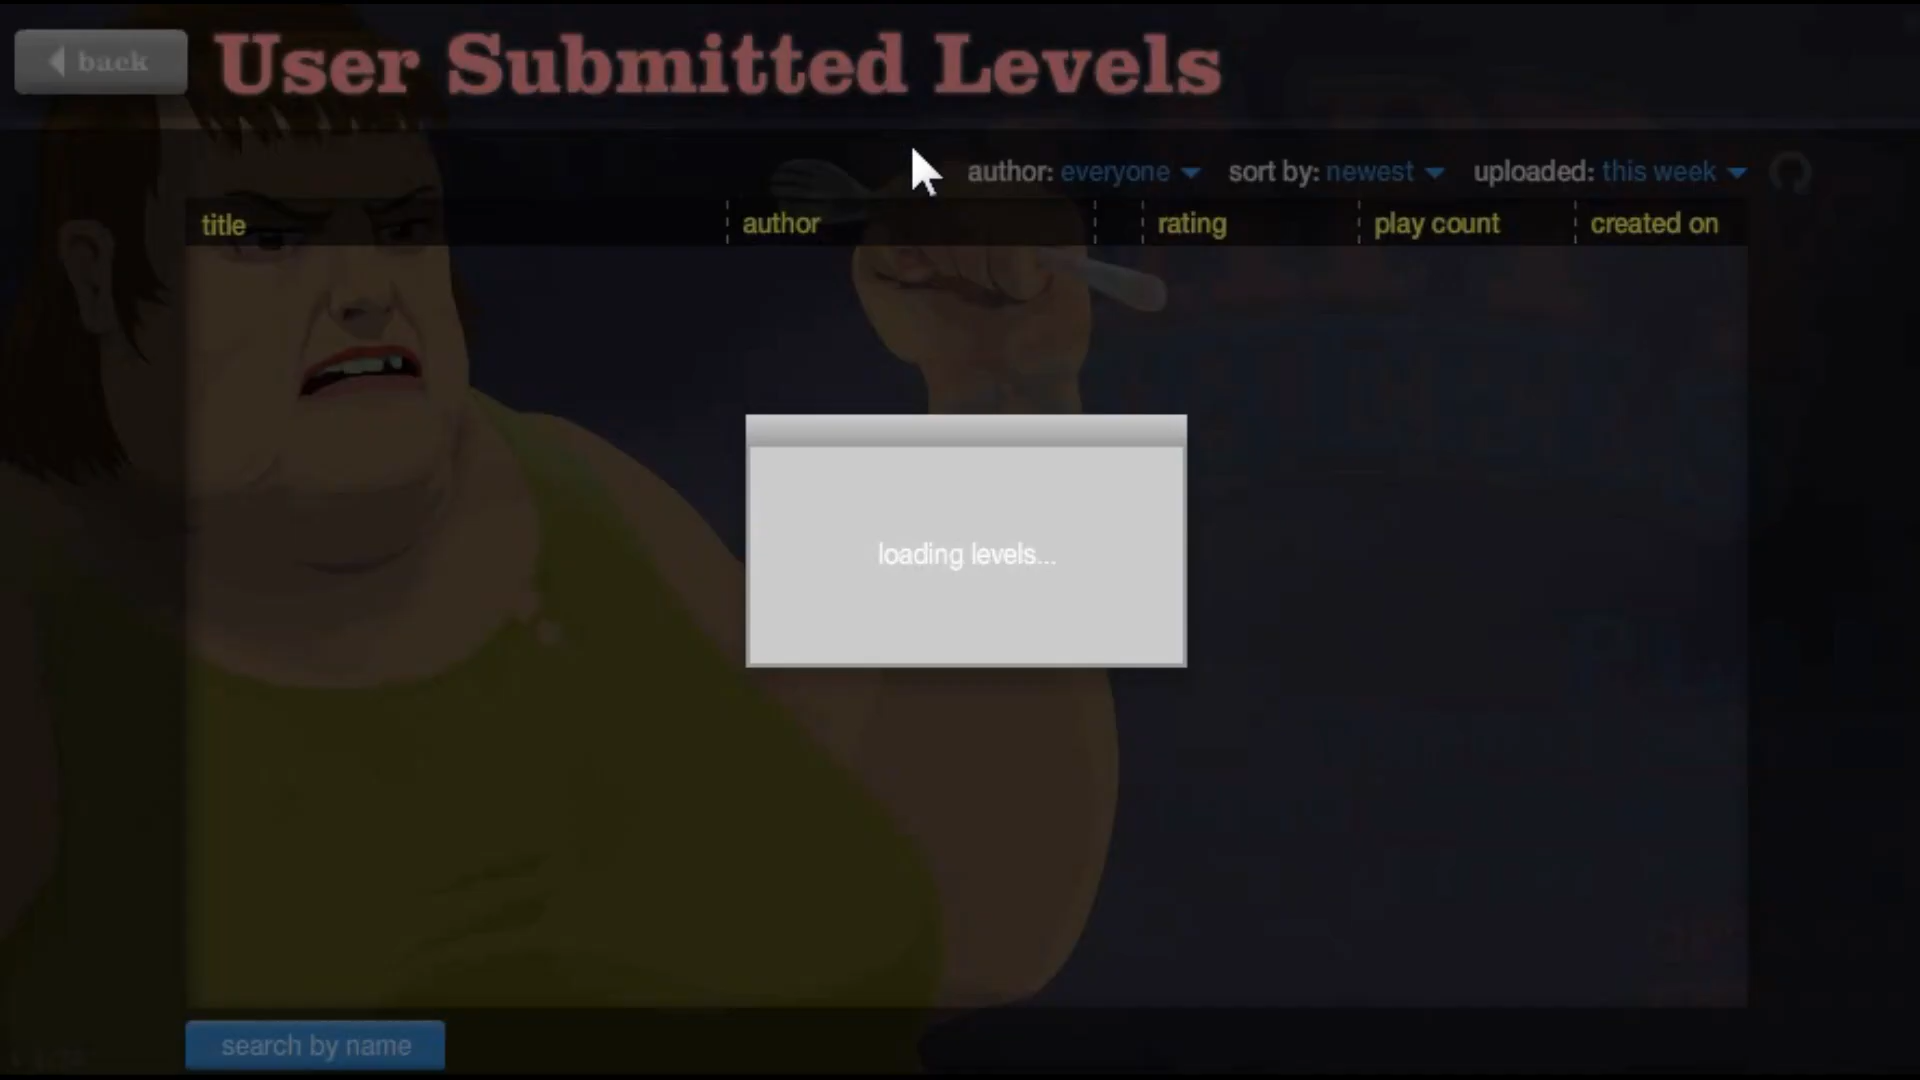 back
User Submitted Levels
author: everyone sort by: newest uploaded: this week
title author rating play count created on
loading levels...
search by name